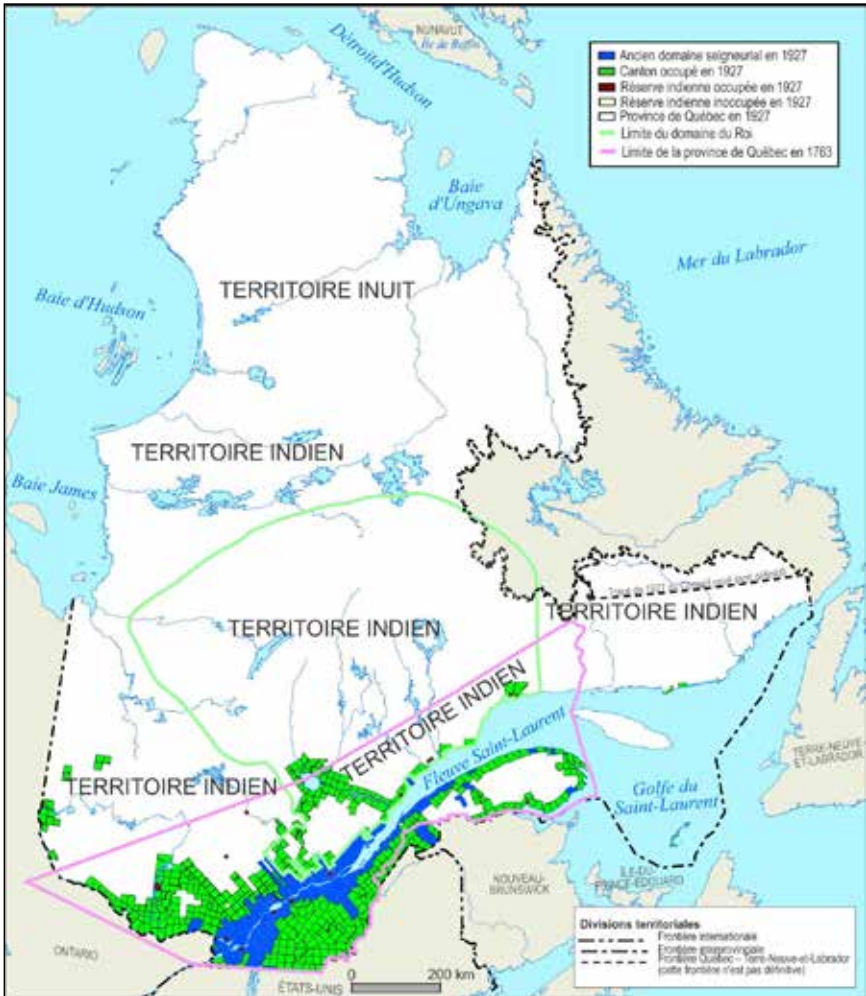 NUNAVUT
Île de Baffin
Détroit d'Hudson
Ancien domaine seigneurial en 1927
Canton occupé en 1927
Réserve indienne occupée en 1927
Réserve indienne inoccupée en 1927
Province de Québec en 1927
Limite du domaine du Roi
Limite de la province de Québec en 1763
Baie
d'Ungava
Mer du Labrador
TERRITOIRE INUIT
Baie d'Hudson
TERRITOIRE INDIEN
Baie James
TERRITOIRE INDIEN
TERRITOIRE INDIEN
TERRITOIRE INDIEN
TERRITOIRE INDIEN
Fleuve Saint-Laurent
TERRE-NEUVE-
ET-LABRADOR
Golfe du
Saint-Laurent
NOUVEAU-
BRUNSWICK
ÎLE-DU-
PRINCE-ÉDOUARD
ONTARIO
ÉTATS-UNIS
0 200 km
Divisions territoriales
Frontière internationale
Frontière interprovinciale
Frontière Québec – Terre-Neuve-et-Labrador
(cette frontière n'est pas définitive)